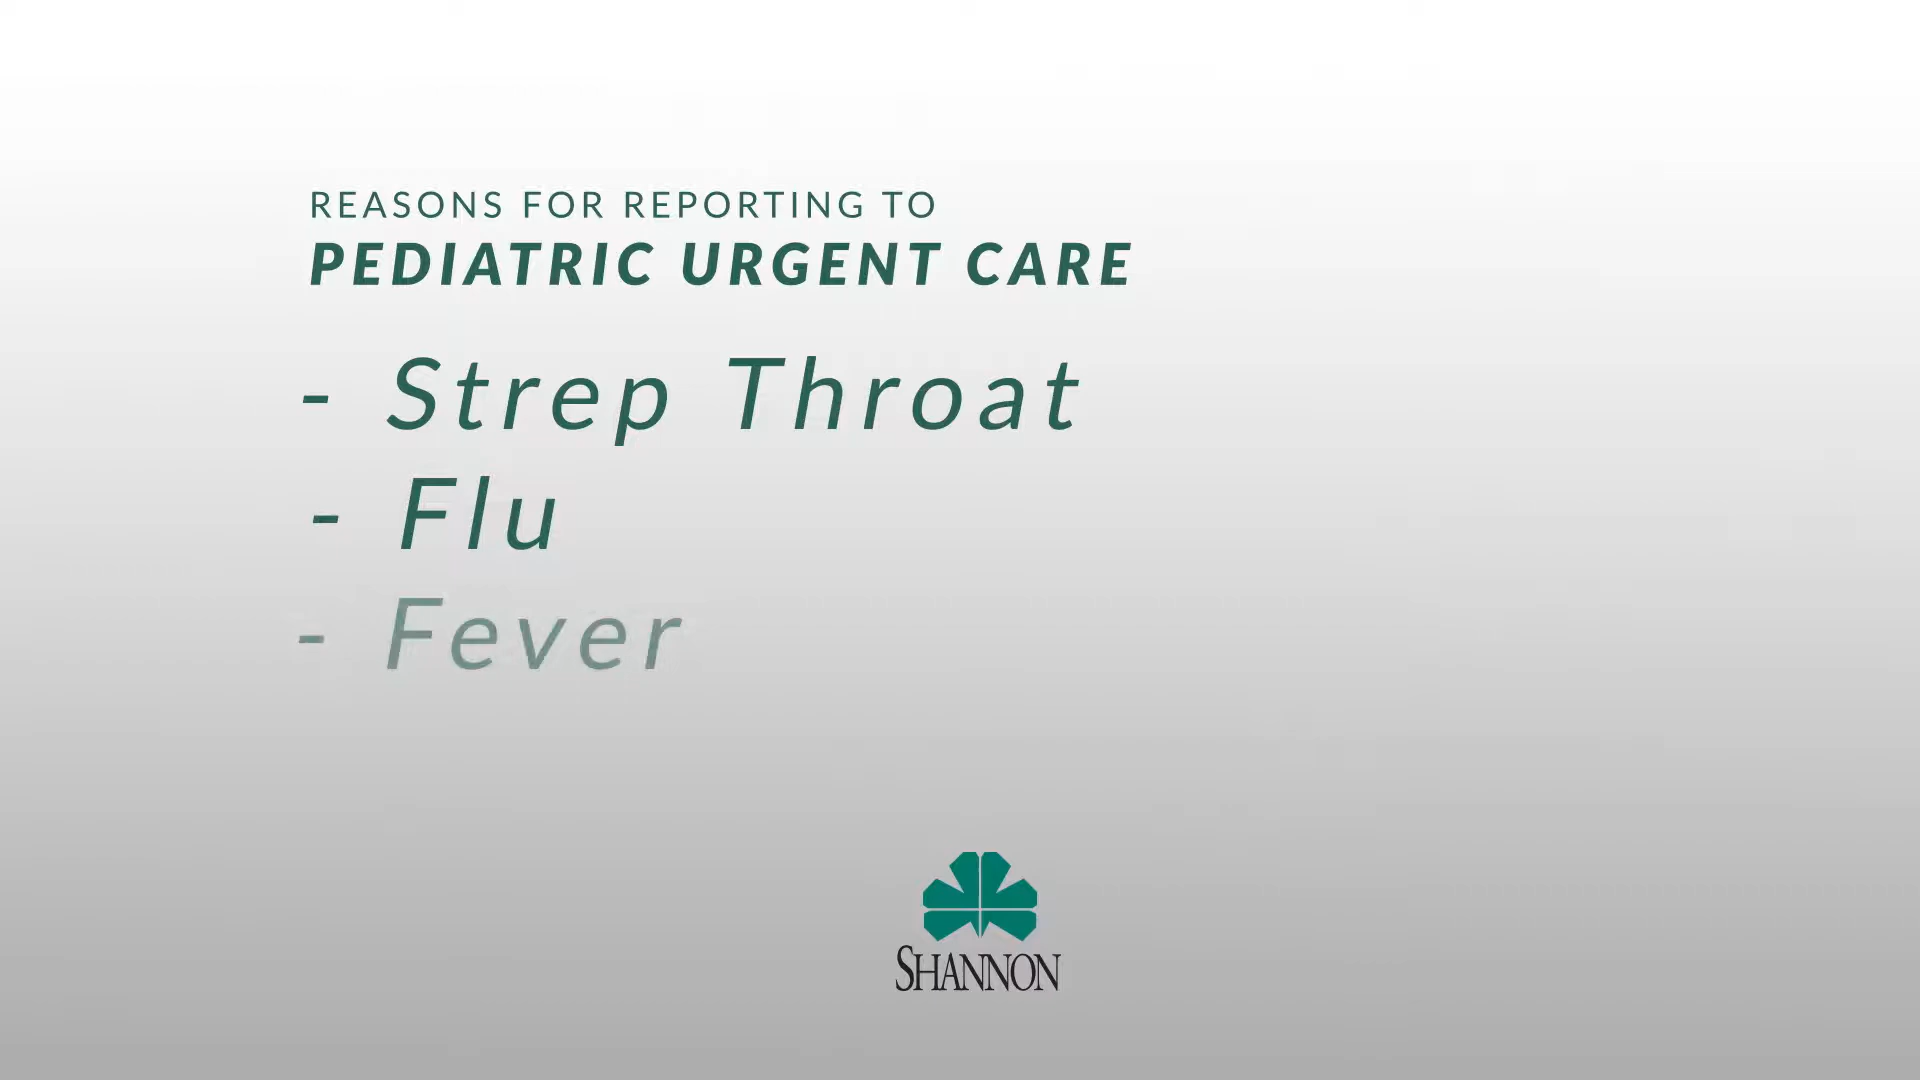 REASONS FOR REPORTING TO
PEDIATRIC URGENT CARE
- Strep Throat
- Flu
- Fever
SHANNON